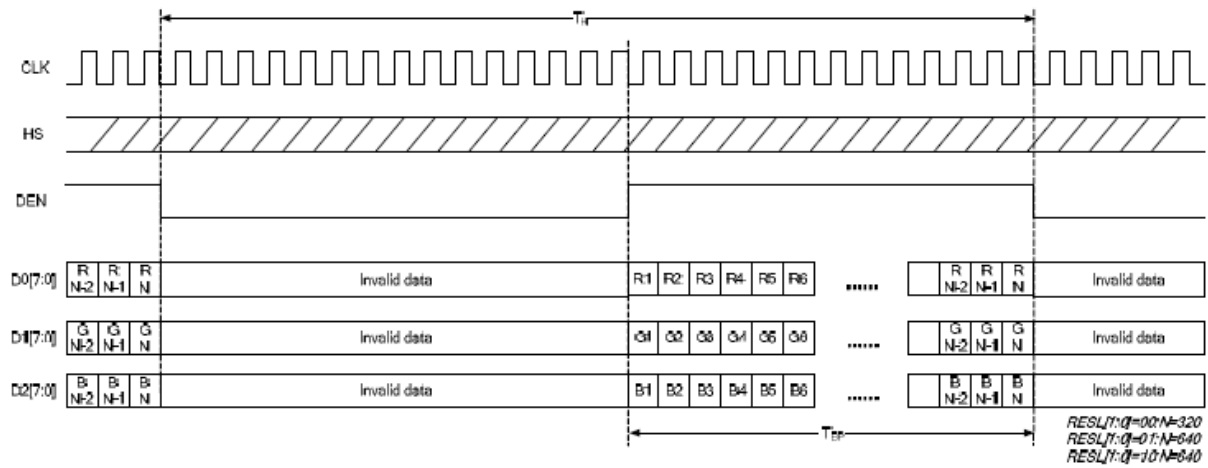 TH
CLK
HS
DEN
D0[7:0] R N-2 R N-1 R N Invalid data R1 R2 R3 R4 R5 R6 ...... R N-2 R N-1 R N Invalid data
D1[7:0] G N-2 G N-1 G N Invalid data G1 G2 G3 G4 G5 G6 ...... G N-2 G N-1 G N Invalid data
D2[7:0] B N-2 B N-1 B N Invalid data B1 B2 B3 B4 B5 B6 ...... B N-2 B N-1 B N Invalid data
TEP
RESL[1:0]=00:N=320
RESL[1:0]=01:N=640
RESL[1:0]=10:N=640